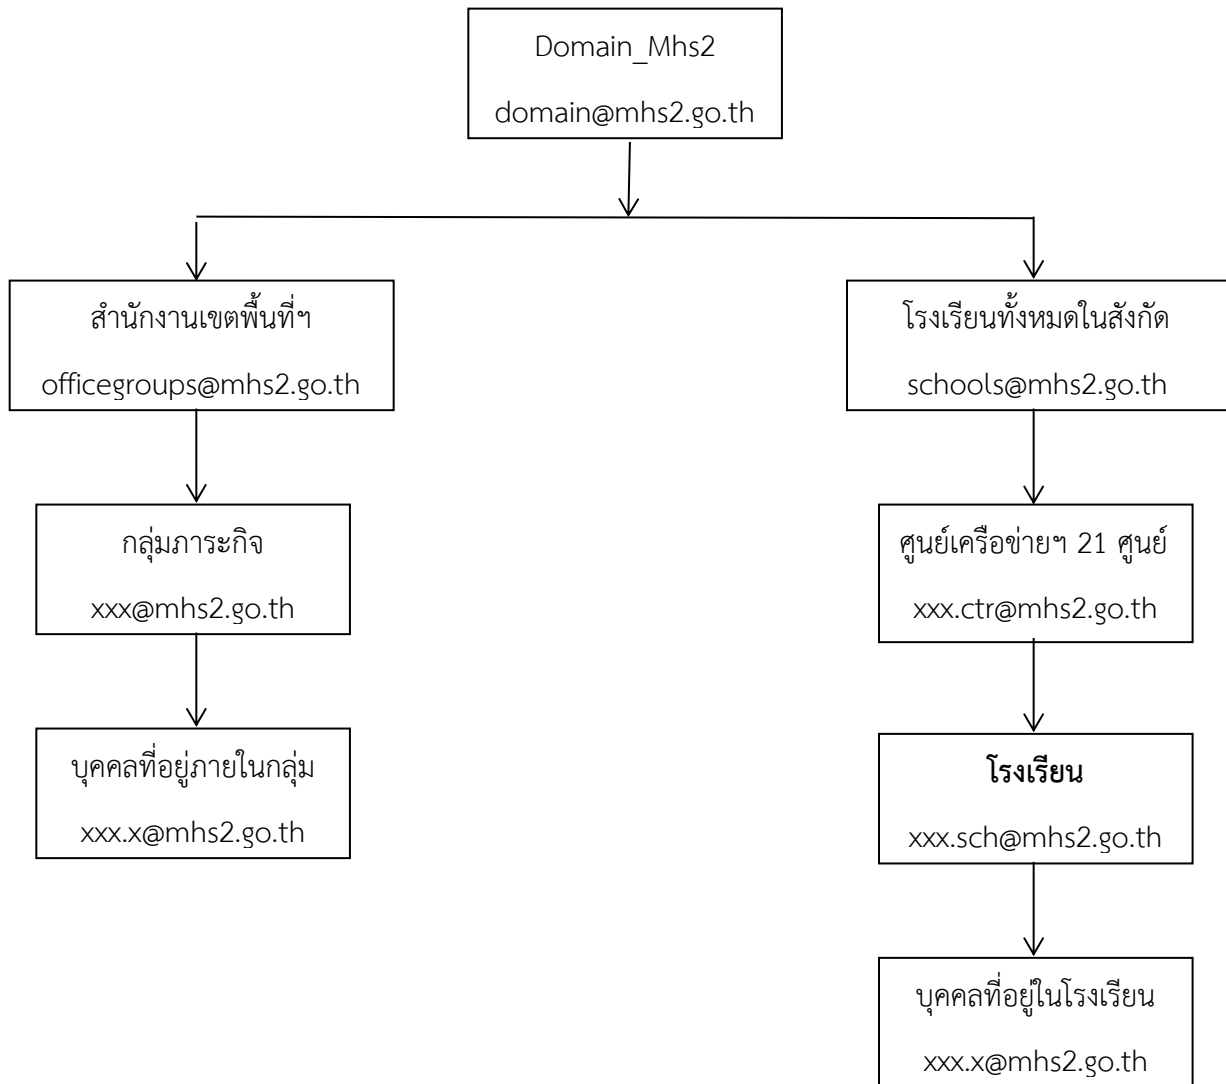 Domain_Mhs2
domain@mhs2.go.th
สำนักงานเขตพื้นที่ฯ
officegroups@mhs2.go.th
โรงเรียนทั้งหมดในสังกัด
schools@mhs2.go.th
กลุ่มภาระกิจ
xxx@mhs2.go.th
ศูนย์เครือข่ายฯ 21 ศูนย์
xxx.ctr@mhs2.go.th
บุคคลที่อยู่ภายในกลุ่ม
xxx.x@mhs2.go.th
โรงเรียน
xxx.sch@mhs2.go.th
บุคคลที่อยู่ในโรงเรียน
xxx.x@mhs2.go.th